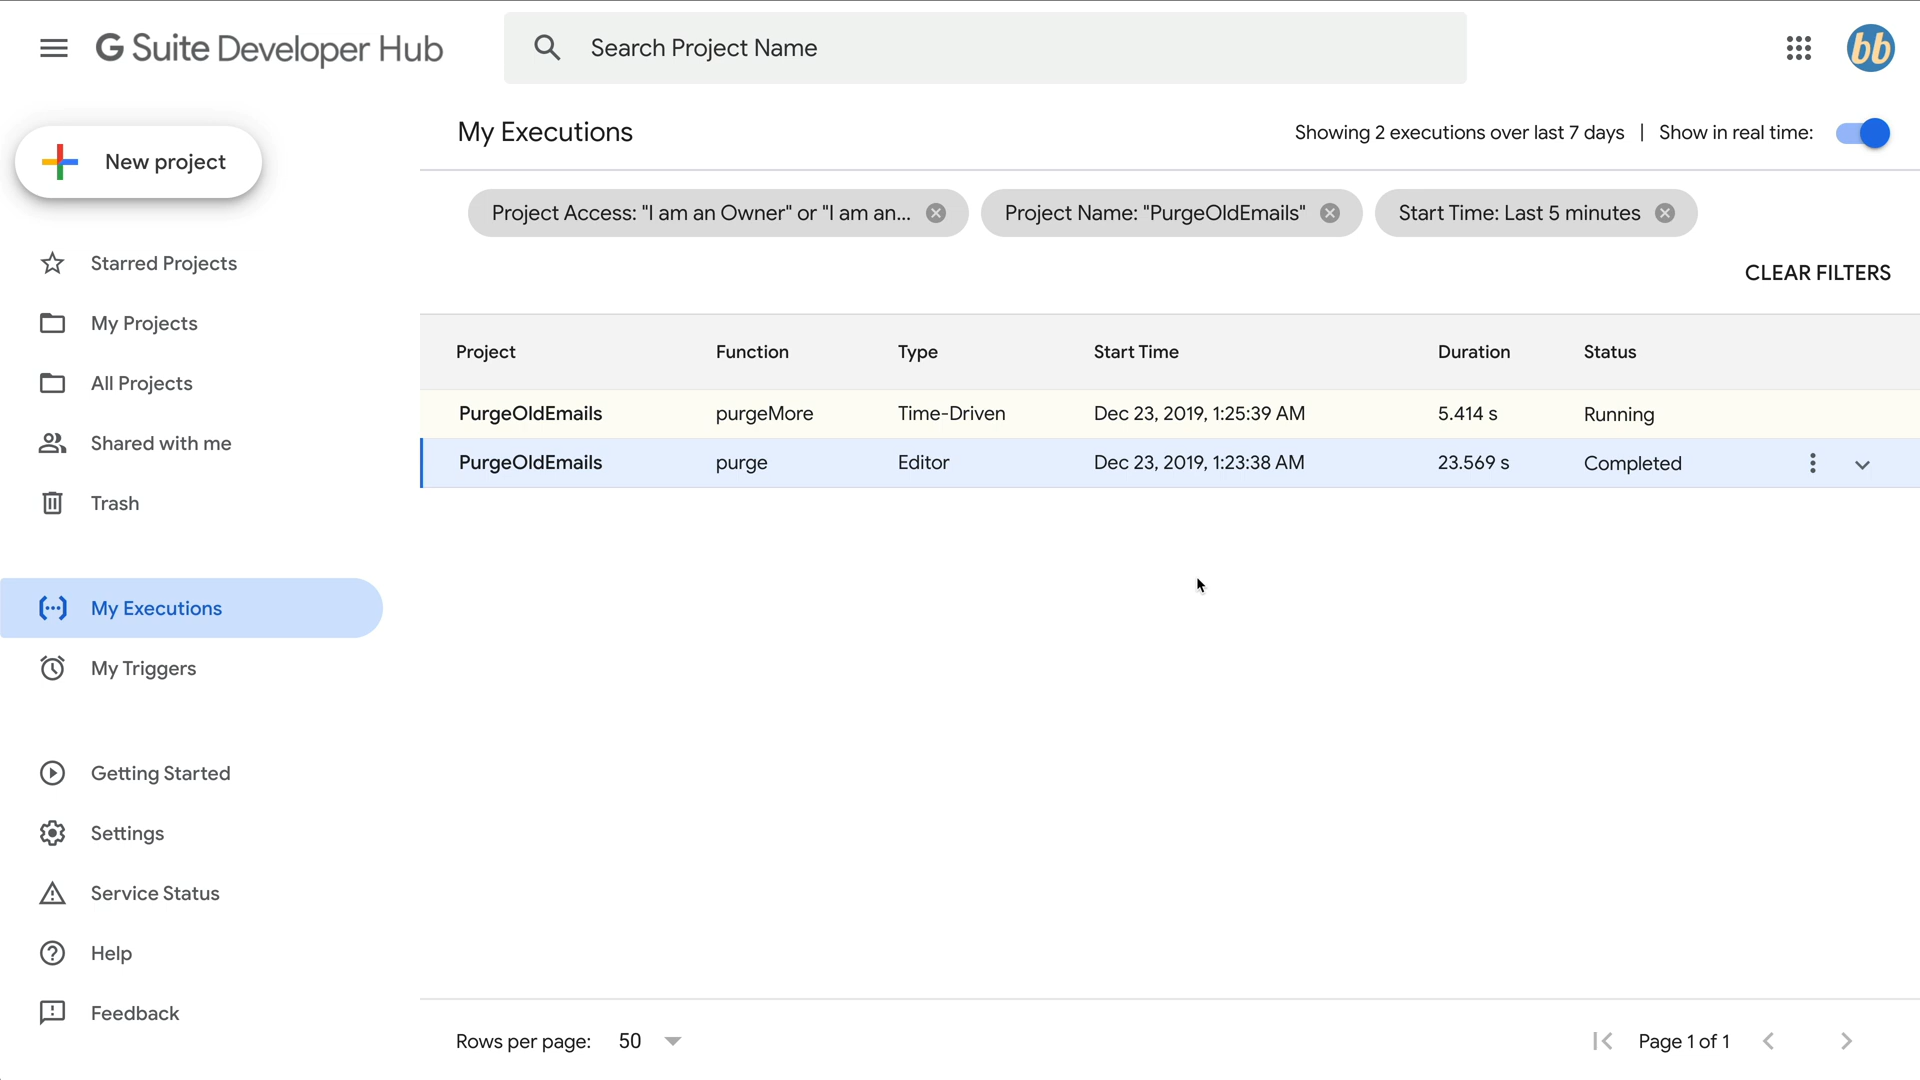 G Suite Developer Hub
Search Project Name
bb
New project
Starred Projects
My Projects
All Projects
Shared with me
Trash
My Executions
My Triggers
Getting Started
Settings
Service Status
Help
Feedback
My Executions
Showing 2 executions over last 7 days | Show in real time:
Project Access: "I am an Owner" or "I am an... Project Name: "PurgeOldEmails" Start Time: Last 5 minutes
CLEAR FILTERS
Project Function Type Start Time Duration Status
PurgeOldEmails purgeMore Time-Driven Dec 23, 2019, 1:25:39 AM 5.414 s Running
PurgeOldEmails purge Editor Dec 23, 2019, 1:23:38 AM 23.569 s Completed
Rows per page: 50 Page 1 of 1